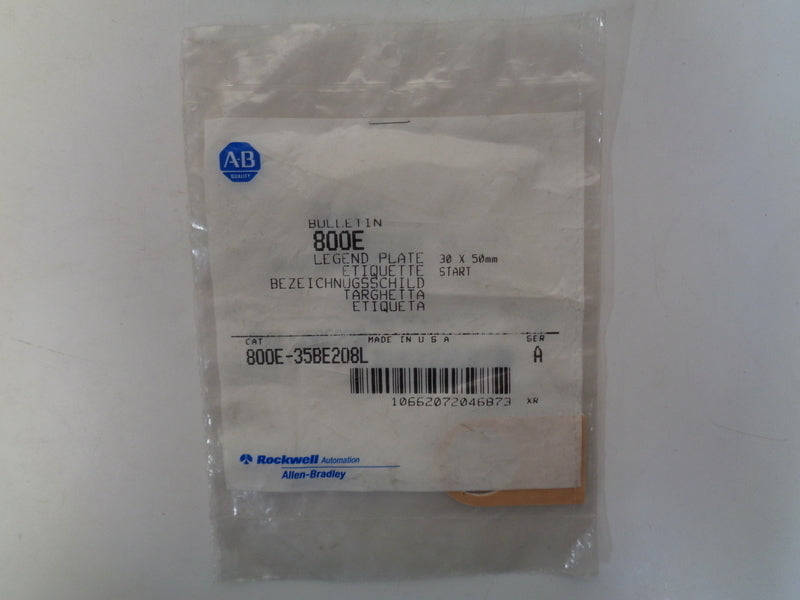 A-B
QUALITY
BULLETIN
800E
LEGEND PLATE 30 X 50mm
ETIQUETTE START
BEZEICHNUGSSCHILD
TARGHETTA
ETIQUETA
CAT MADE IN U S A SER
800E-35BE208L A
10662072046873 XR
Rockwell Automation
Allen-Bradley